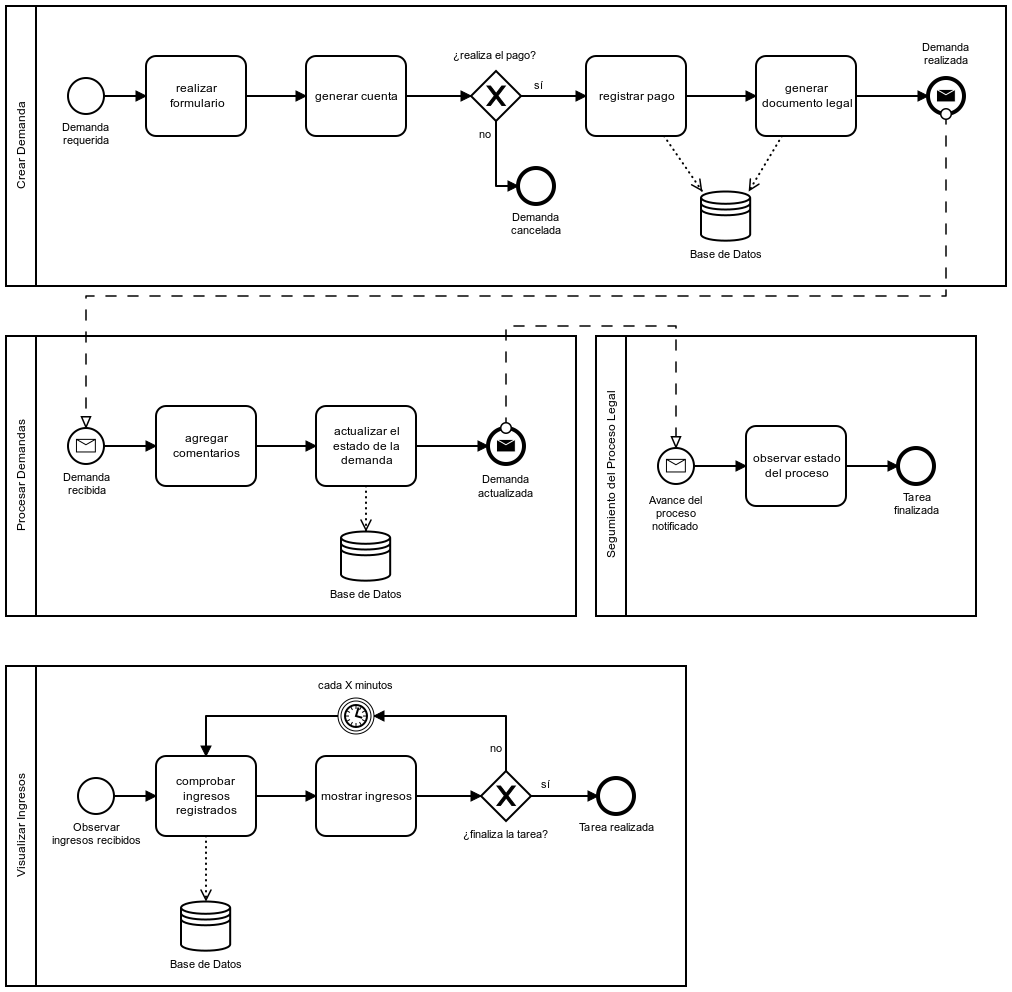 Crear Demanda
Demanda
requerida
realizar
formulario
generar cuenta
¿realiza el pago?
sí
no
Demanda
cancelada
registrar pago
generar
documento legal
Base de Datos
Demanda
realizada
Procesar Demandas
Demanda
recibida
agregar
comentarios
actualizar el
estado de la
demanda
Base de Datos
Demanda
actualizada
Segumiento del Proceso Legal
Avance del
proceso
notificado
observar estado
del proceso
Tarea
finalizada
Visualizar Ingresos
cada X minutos
Observar
ingresos recibidos
comprobar
ingresos
registrados
mostrar ingresos
no
sí
¿finaliza la tarea?
Tarea realizada
Base de Datos